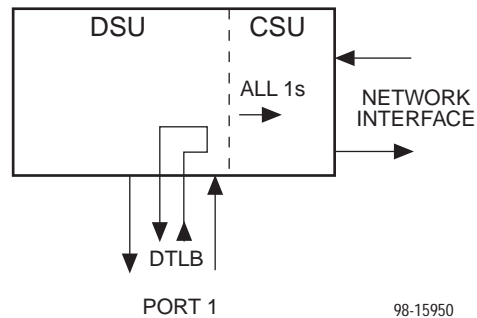 DSU
CSU
ALL 1s
NETWORK
INTERFACE
DTLB
PORT 1
98-15950